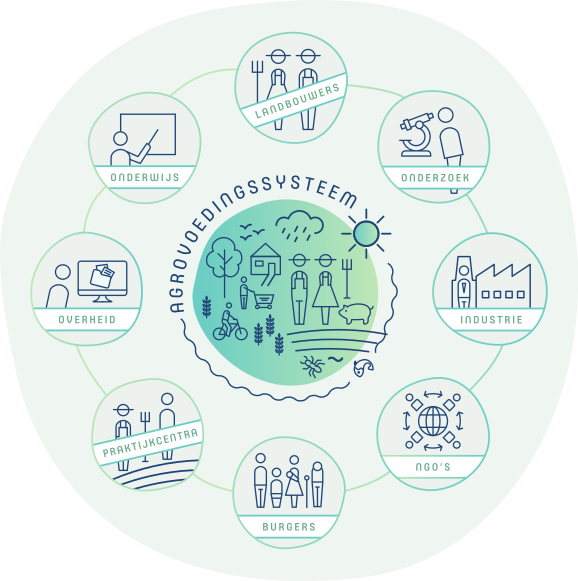 LANDBOUWERS
ONDERWIJS
ONDERZOEK
AGROVOEDINGSSYSTEEM
OVERHEID
INDUSTRIE
PRAKTIJKCENTRA
NGO'S
BURGERS